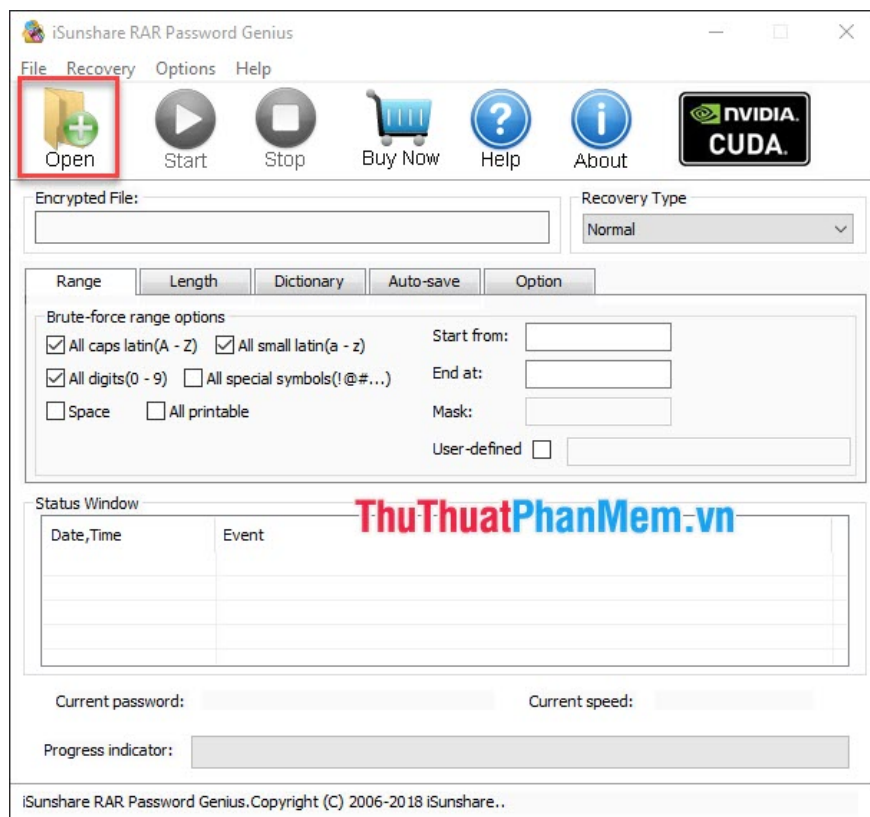 iSunshare RAR Password Genius
File Recovery Options Help
Open Start Stop Buy Now Help About NVIDIA. CUDA.
Encrypted File: Recovery Type
Normal
Range Length Dictionary Auto-save Option
Brute-force range options
All caps latin(A - Z) All small latin(a - z) Start from:
All digits(0 - 9) All special symbols(!@#...) End at:
Space All printable Mask:
User-defined
Status Window
ThuThuatPhanMem.vn
Date,Time Event
Current password: Current speed:
Progress indicator:
iSunshare RAR Password Genius.Copyright (C) 2006-2018 iSunshare..